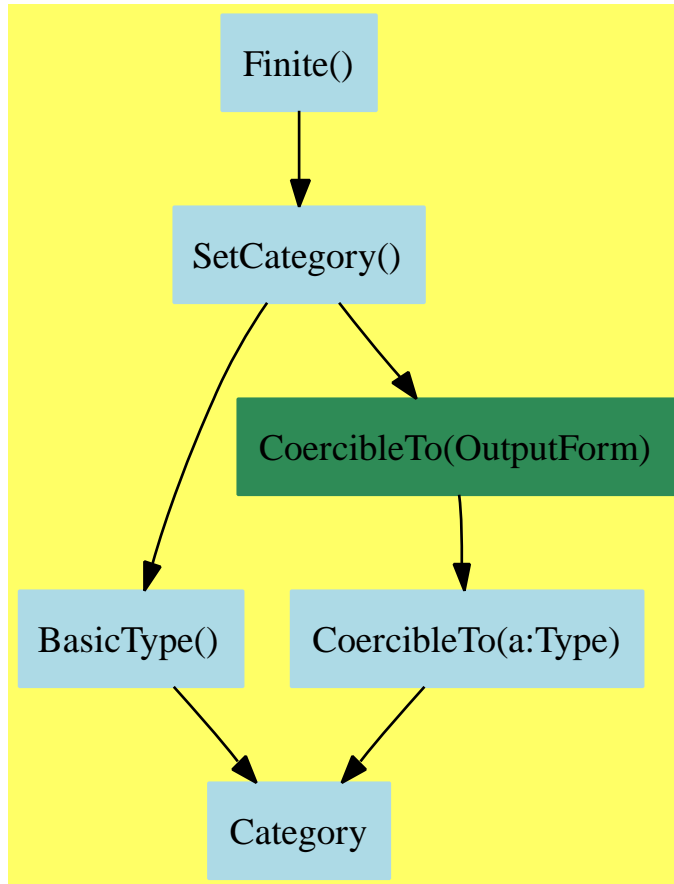 Finite()
SetCategory()
CoercibleTo(OutputForm)
BasicType()
CoercibleTo(a:Type)
Category